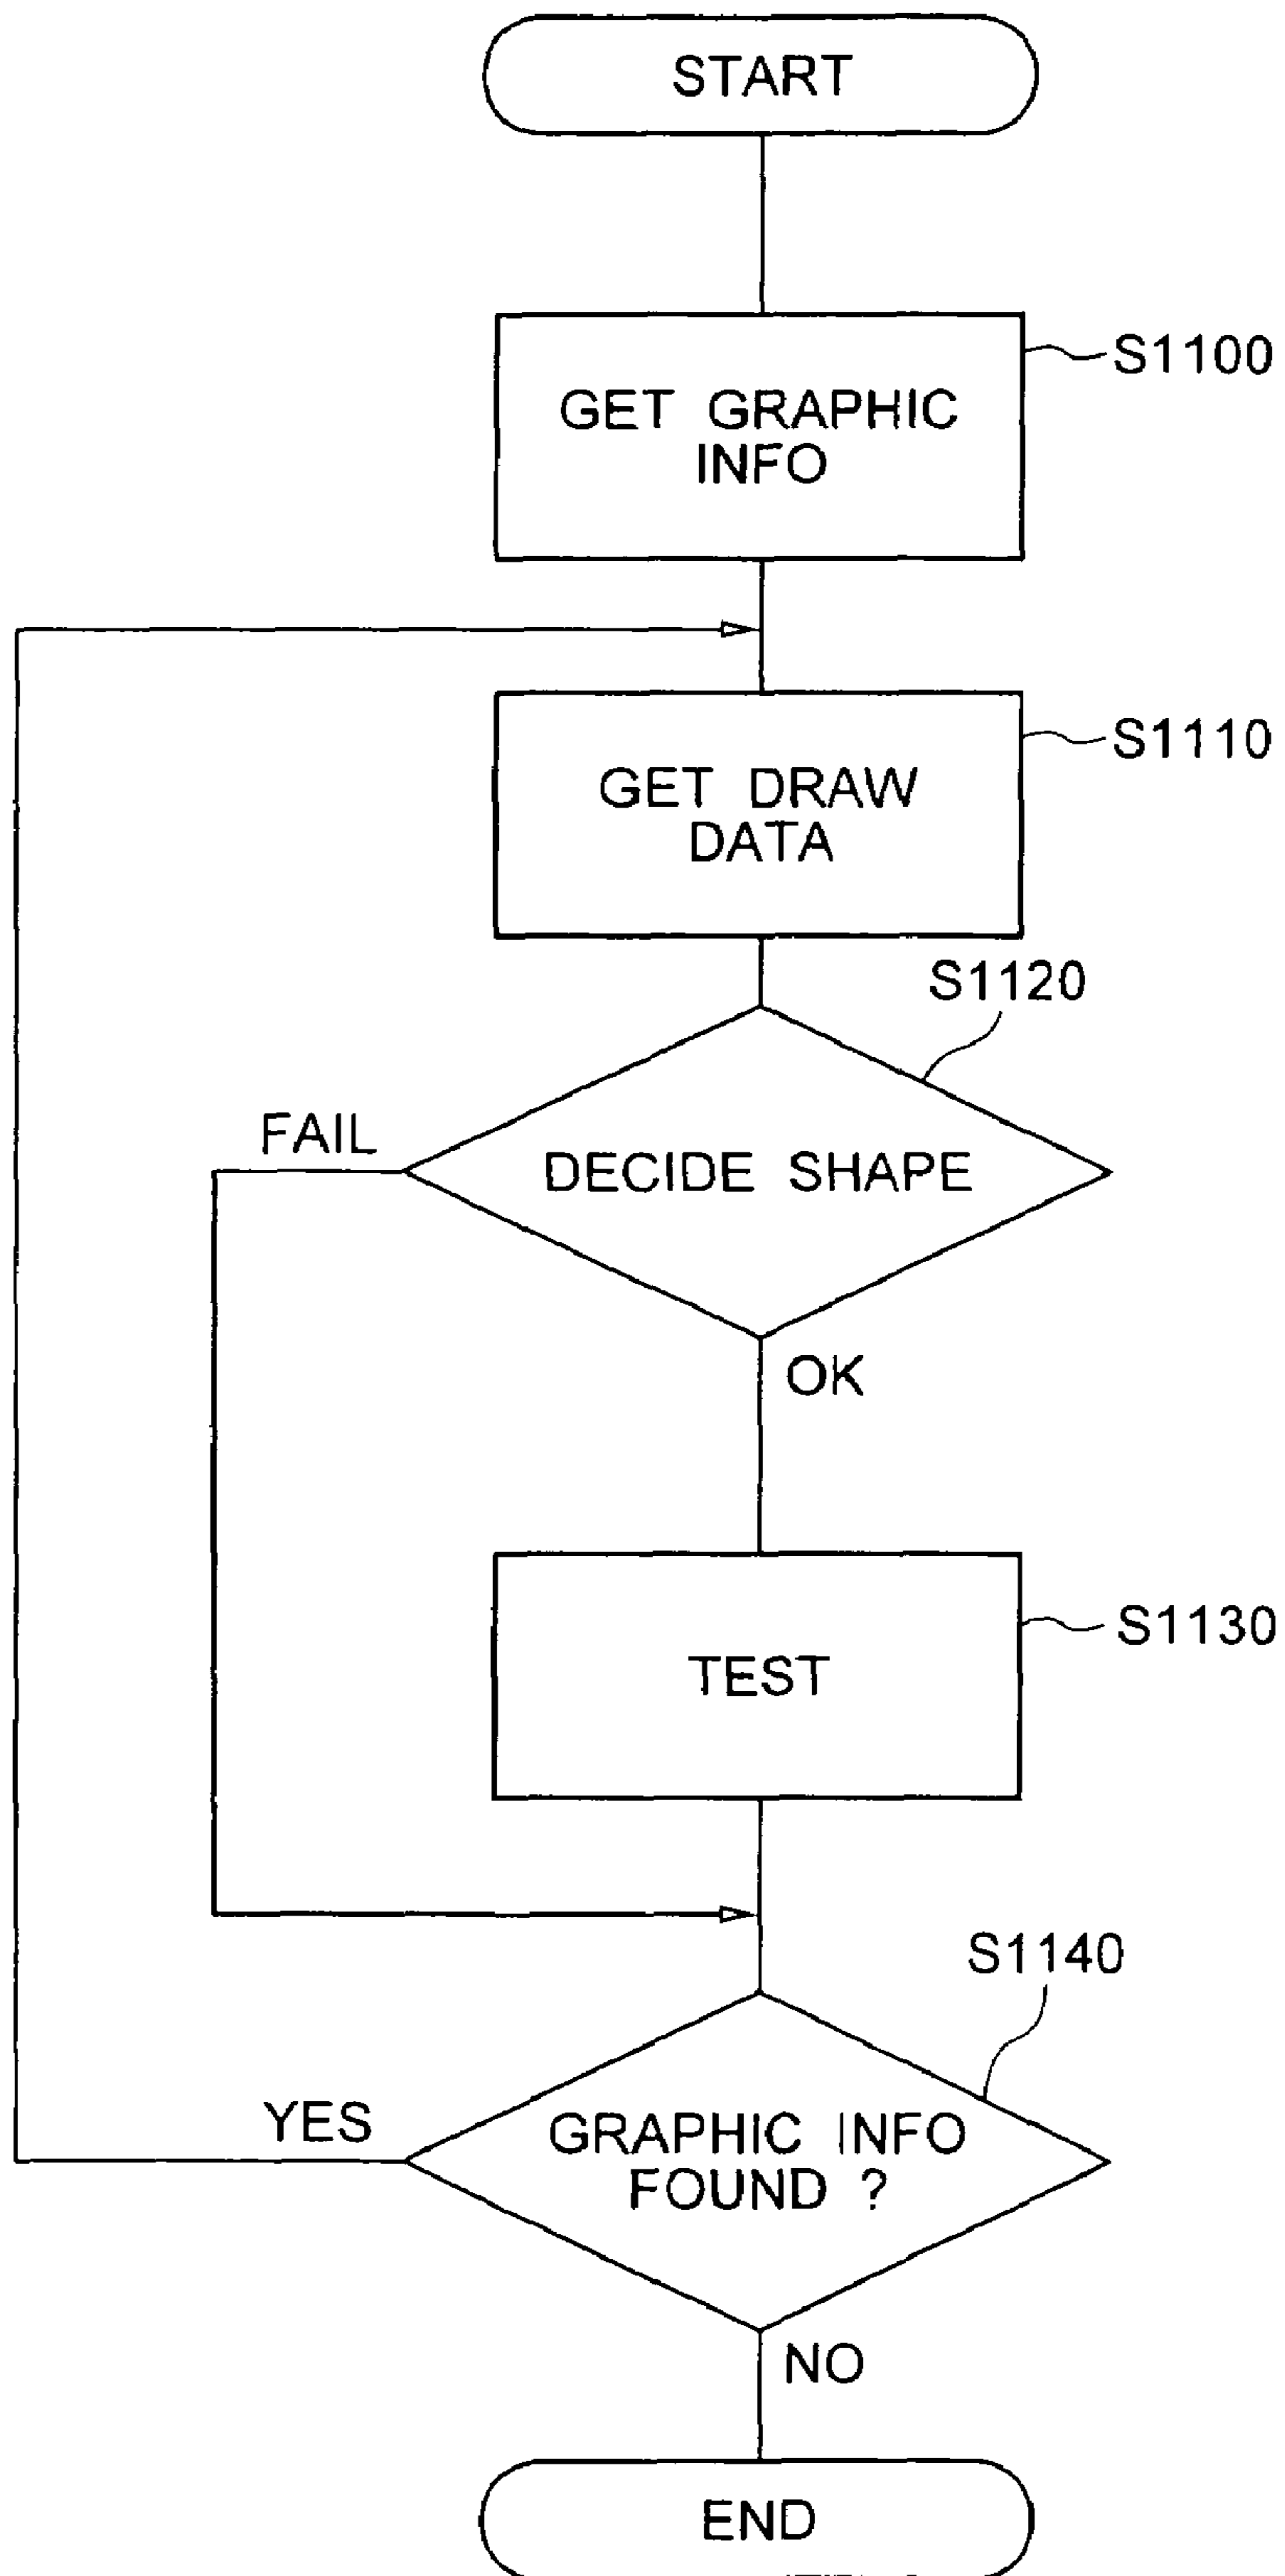 START
S1100
GET GRAPHIC
INFO
S1110
GET DRAW
DATA
S1120
FAIL
DECIDE SHAPE
OK
S1130
TEST
S1140
YES
GRAPHIC INFO
FOUND ?
NO
END